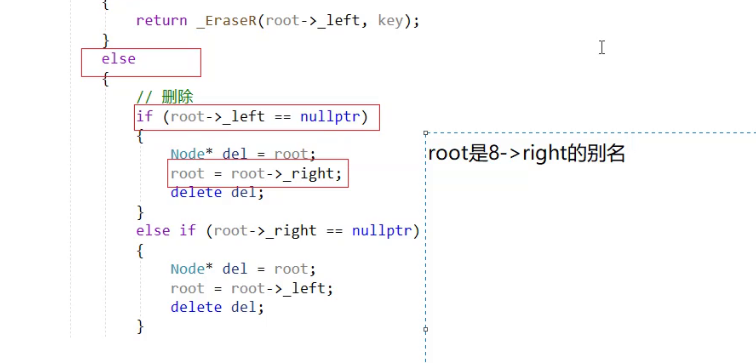 {
return _EraseR(root->_left, key);
}
else
{
// 删除
if (root->_left == nullptr)
{
Node* del = root;
root = root->_right;
delete del;
}
else if (root->_right == nullptr)
{
Node* del = root;
root = root->_left;
delete del;
}
root是8->right的别名